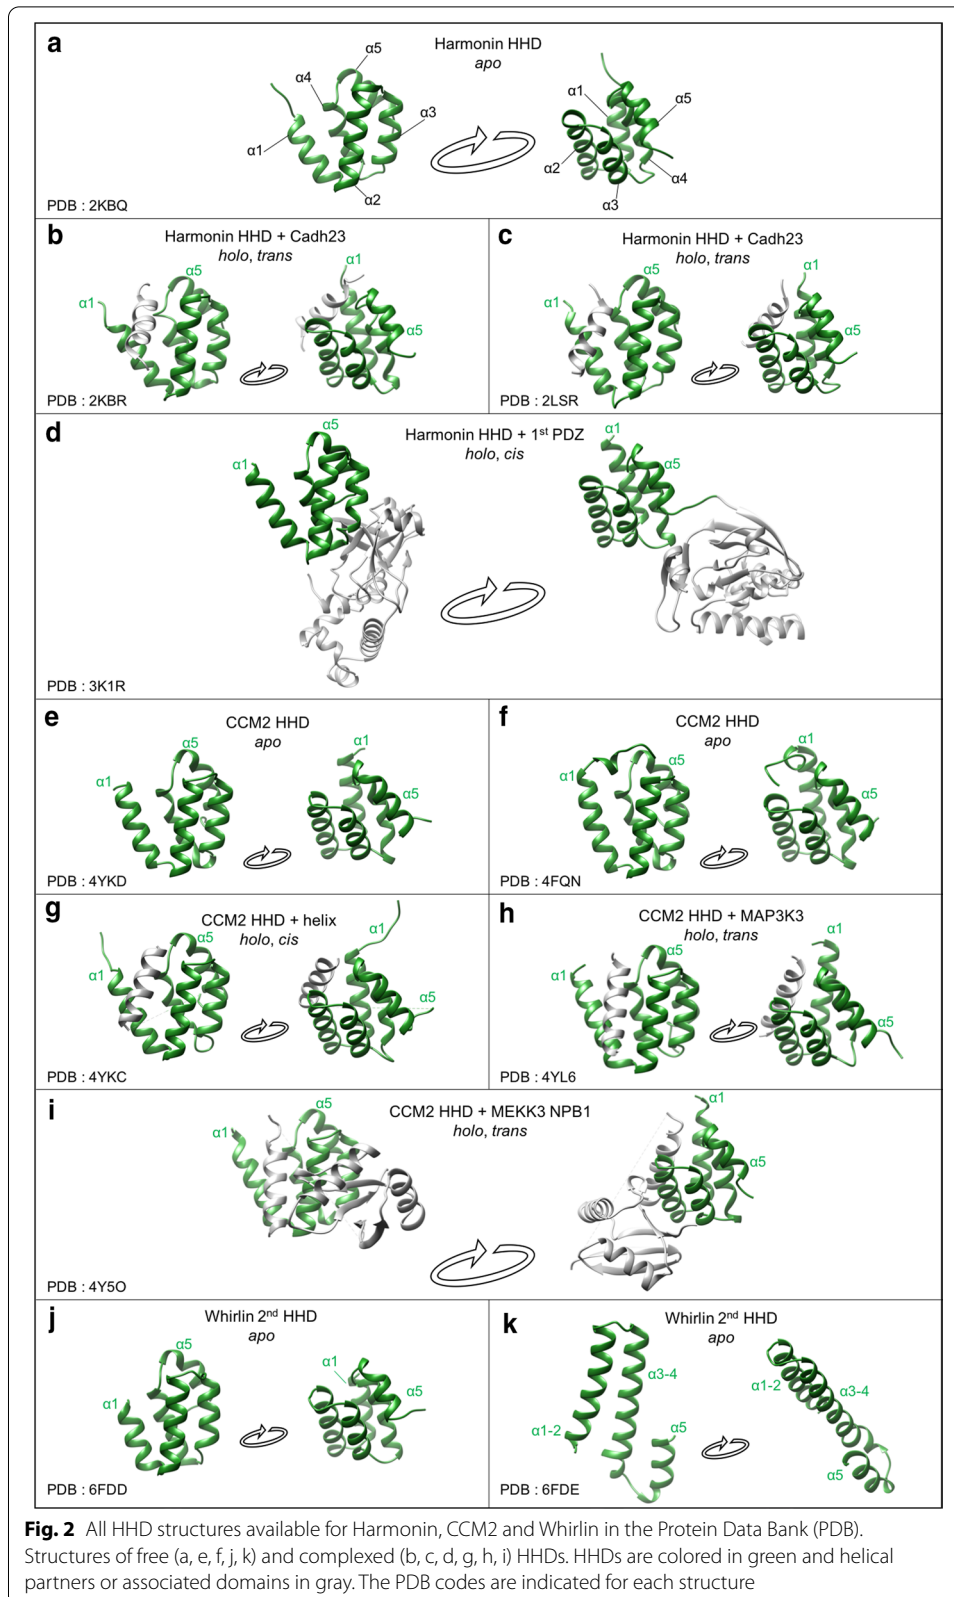 a
Harmonin HHD
apo
α5
α4
α3
α1
α2
α1
α5
α2
α4
α3
PDB : 2KBQ
b
Harmonin HHD + Cadh23
holo, trans
α5
α1
α1
α5
PDB : 2KBR
c
Harmonin HHD + Cadh23
holo, trans
α5
α1
α1
α5
PDB : 2LSR
d
Harmonin HHD + 1st PDZ
holo, cis
α5
α1
α1
α5
PDB : 3K1R
e
CCM2 HHD
apo
α5
α1
α1
α5
PDB : 4YKD
f
CCM2 HHD
apo
α5
α1
α1
α5
PDB : 4FQN
g
CCM2 HHD + helix
holo, cis
α5
α1
α1
α5
PDB : 4YKC
h
CCM2 HHD + MAP3K3
holo, trans
α5
α1
α1
α5
PDB : 4YL6
i
CCM2 HHD + MEKK3 NPB1
holo, trans
α5
α1
α1
α5
PDB : 4Y5O
j
Whirlin 2nd HHD
apo
α5
α1
α1
α5
PDB : 6FDD
k
Whirlin 2nd HHD
apo
α3-4
α1-2
α5
α1-2
α3-4
α5
PDB : 6FDE
Fig. 2 All HHD structures available for Harmonin, CCM2 and Whirlin in the Protein Data Bank (PDB).
Structures of free (a, e, f, j, k) and complexed (b, c, d, g, h, i) HHDs. HHDs are colored in green and helical
partners or associated domains in gray. The PDB codes are indicated for each structure